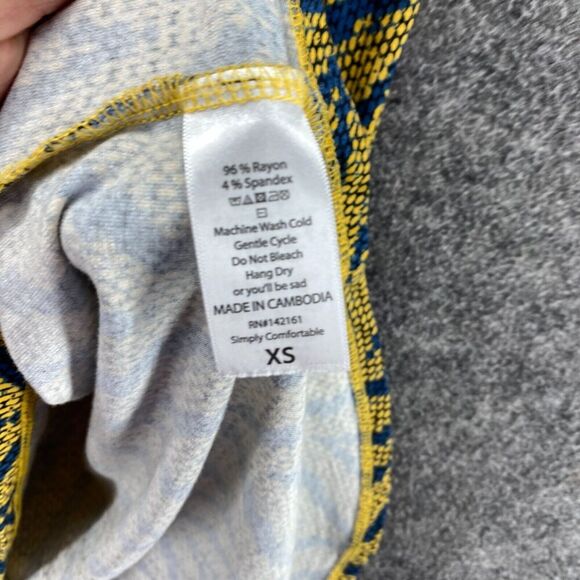 96 % Rayon
4 % Spandex
Machine Wash Cold
Gentle Cycle
Do Not Bleach
Hang Dry
or you'll be sad
MADE IN CAMBODIA
RN#142161
Simply Comfortable
XS